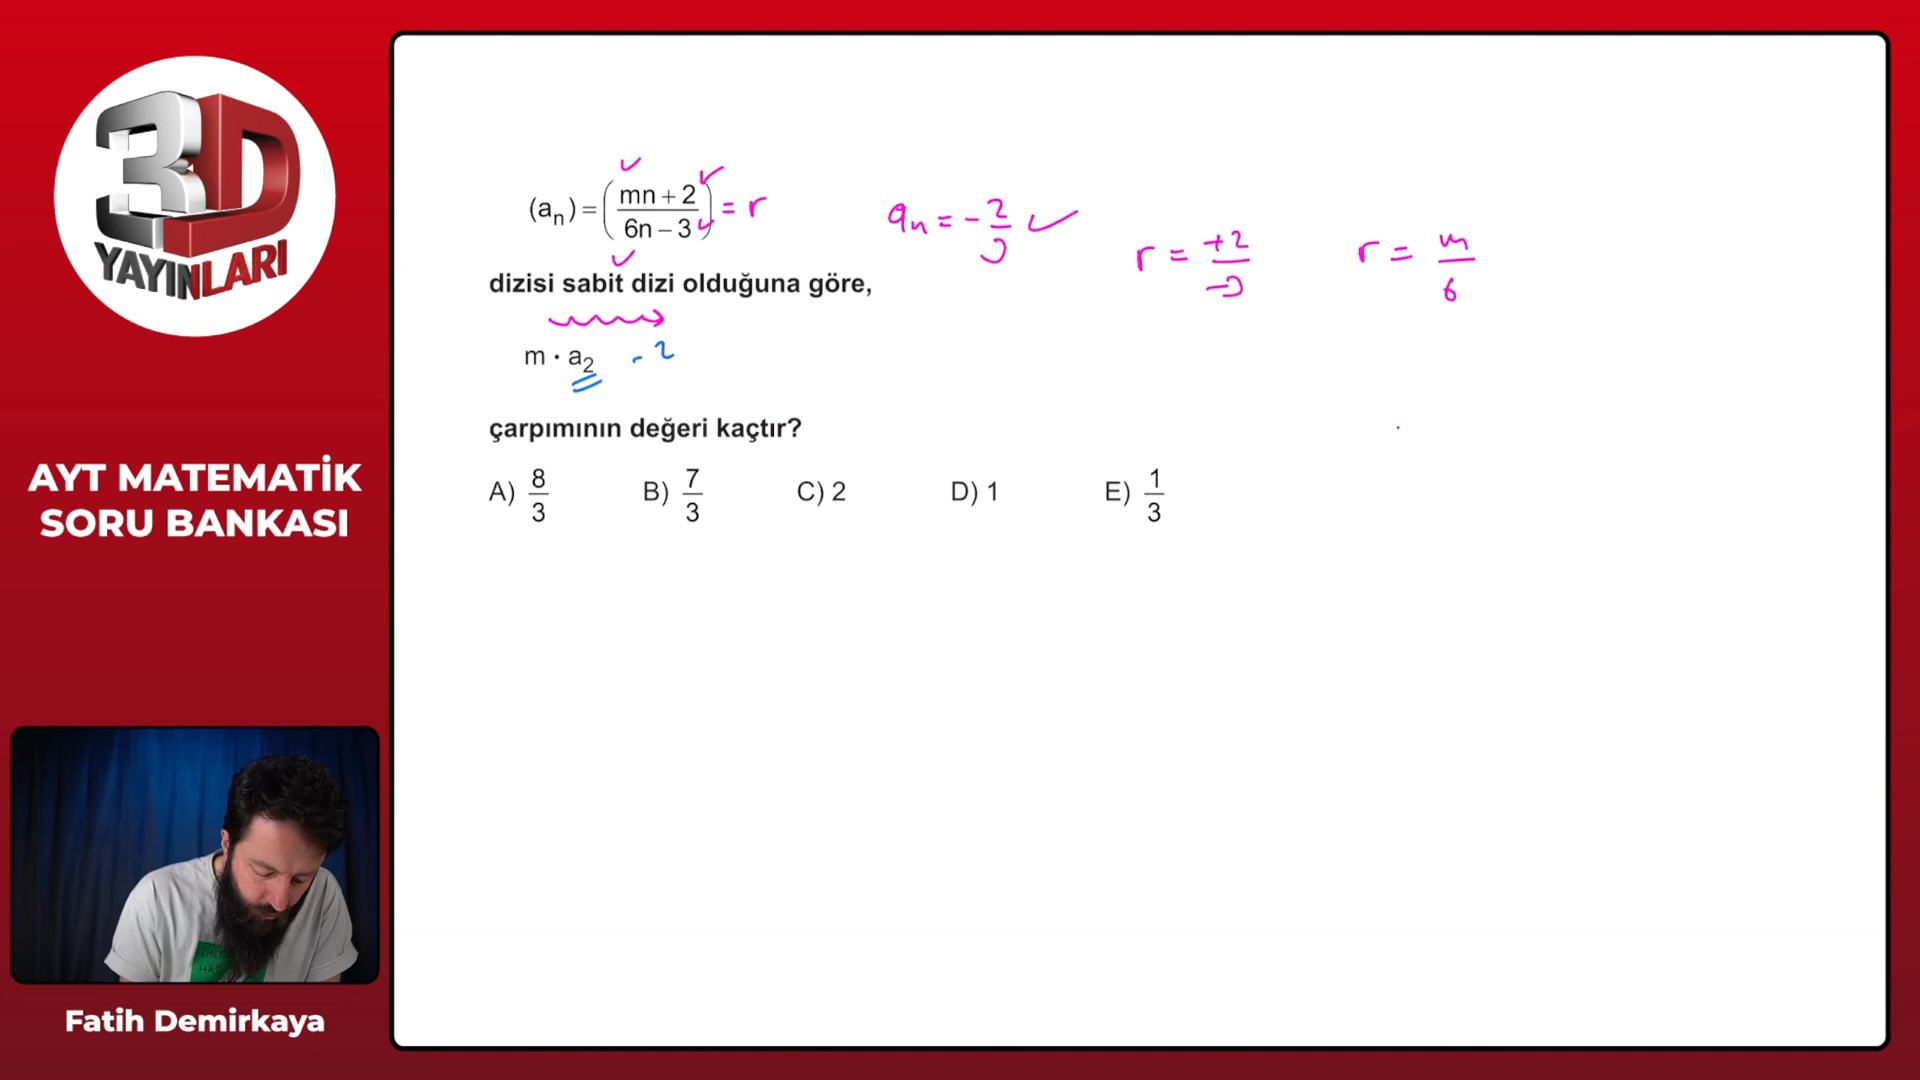 3D
YAYINLARI
AYT MATEMATİK
SORU BANKASI
Fatih Demirkaya
(aₙ) = ( mn + 2 / 6n – 3 ) = r
aₙ = - 2/3
r = +2/-3
r = m/6
dizisi sabit dizi olduğuna göre,
m · a₂ - 2
çarpımının değeri kaçtır?
A) 8/3 B) 7/3 C) 2 D) 1 E) 1/3